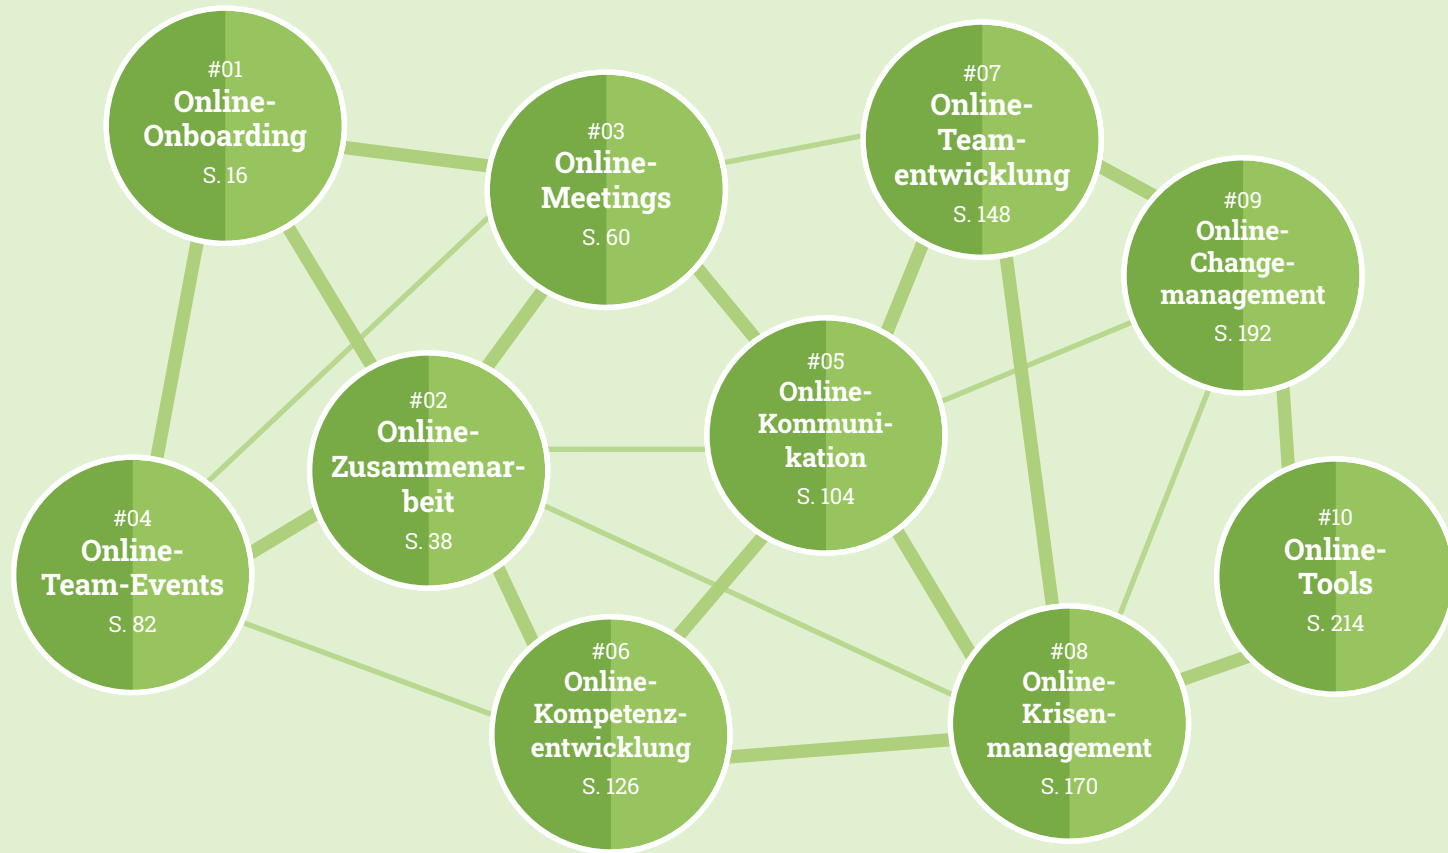 #01
Online-
Onboarding
S. 16
#02
Online-
Zusammenar-
beit
S. 38
#03
Online-
Meetings
S. 60
#04
Online-
Team-Events
S. 82
#05
Online-
Kommuni-
kation
S. 104
#06
Online-
Kompetenz-
entwicklung
S. 126
#07
Online-
Team-
entwicklung
S. 148
#08
Online-
Krisen-
management
S. 170
#09
Online-
Change-
management
S. 192
#10
Online-
Tools
S. 214